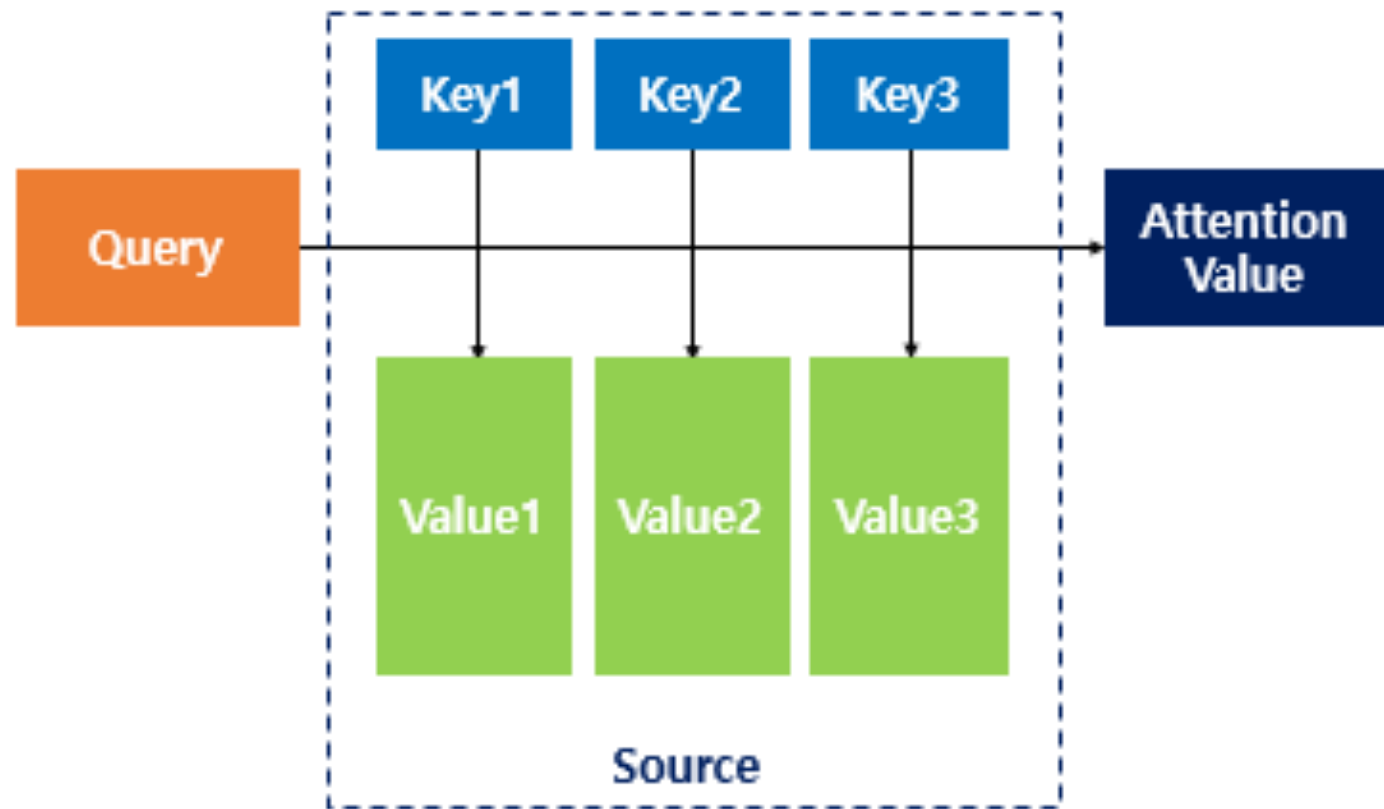 Key1
Key2
Key3
Query
Attention
Value
Value1
Value2
Value3
Source